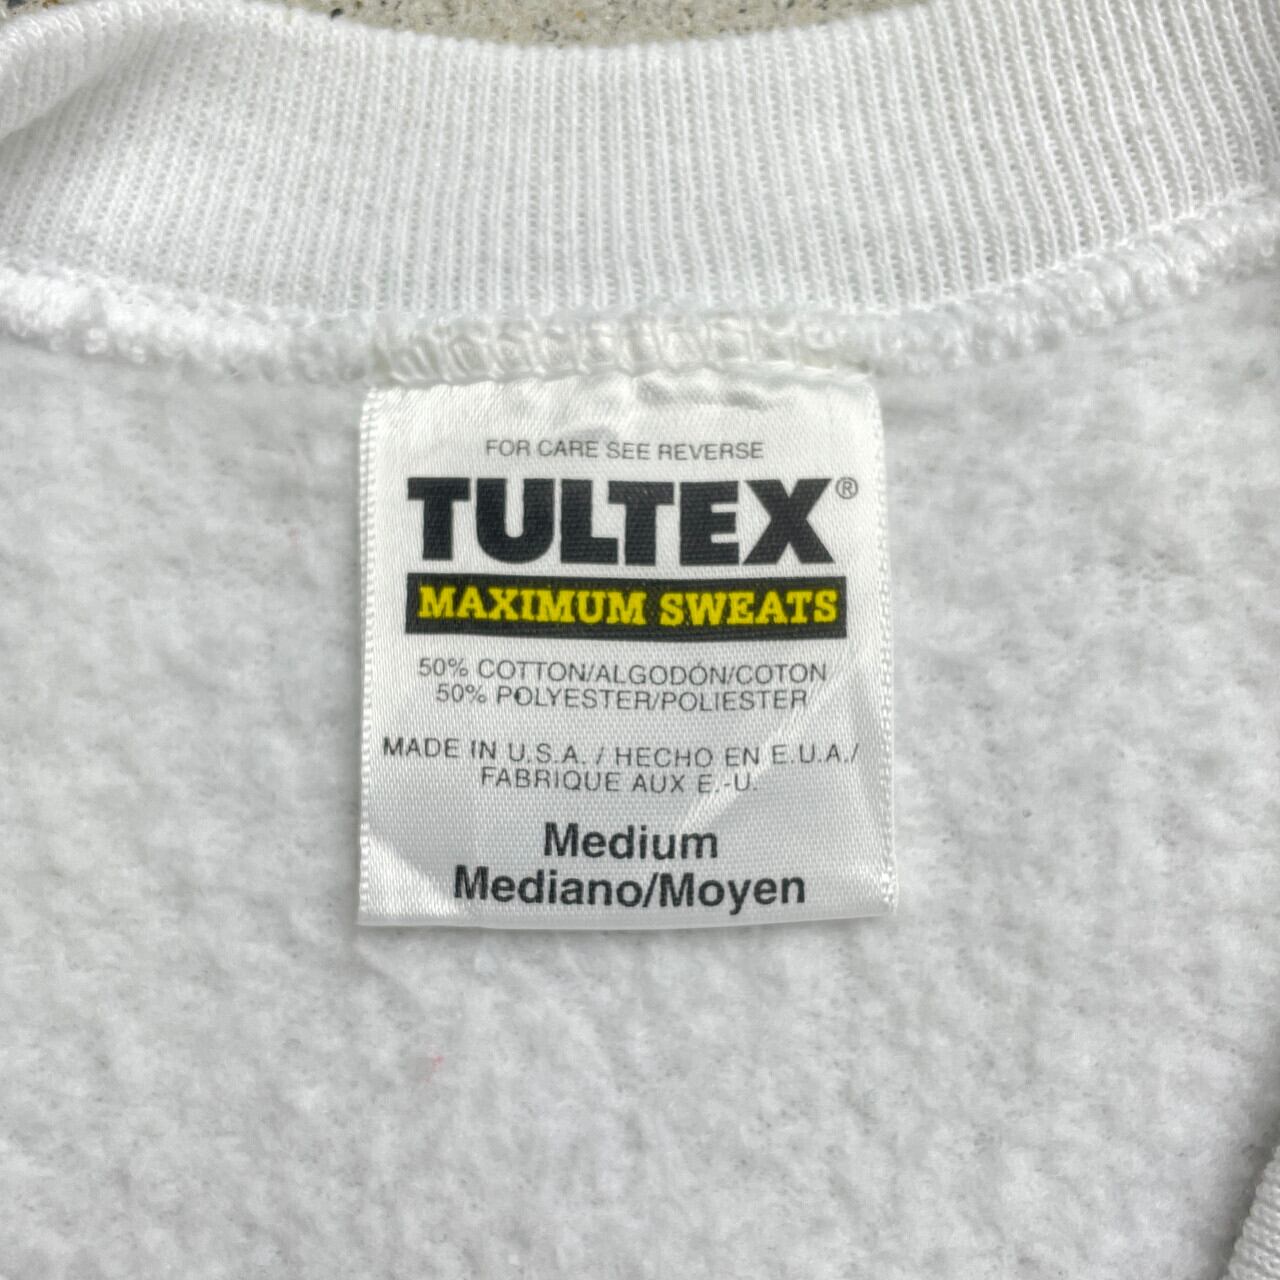 FOR CARE SEE REVERSE
TULTEX®
MAXIMUM SWEATS
50% COTTON/ALGODÓN/COTON
50% POLYESTER/POLIESTER
MADE IN U.S.A. / HECHO EN E.U.A./
FABRIQUE AUX E.-U.
Medium
Mediano/Moyen